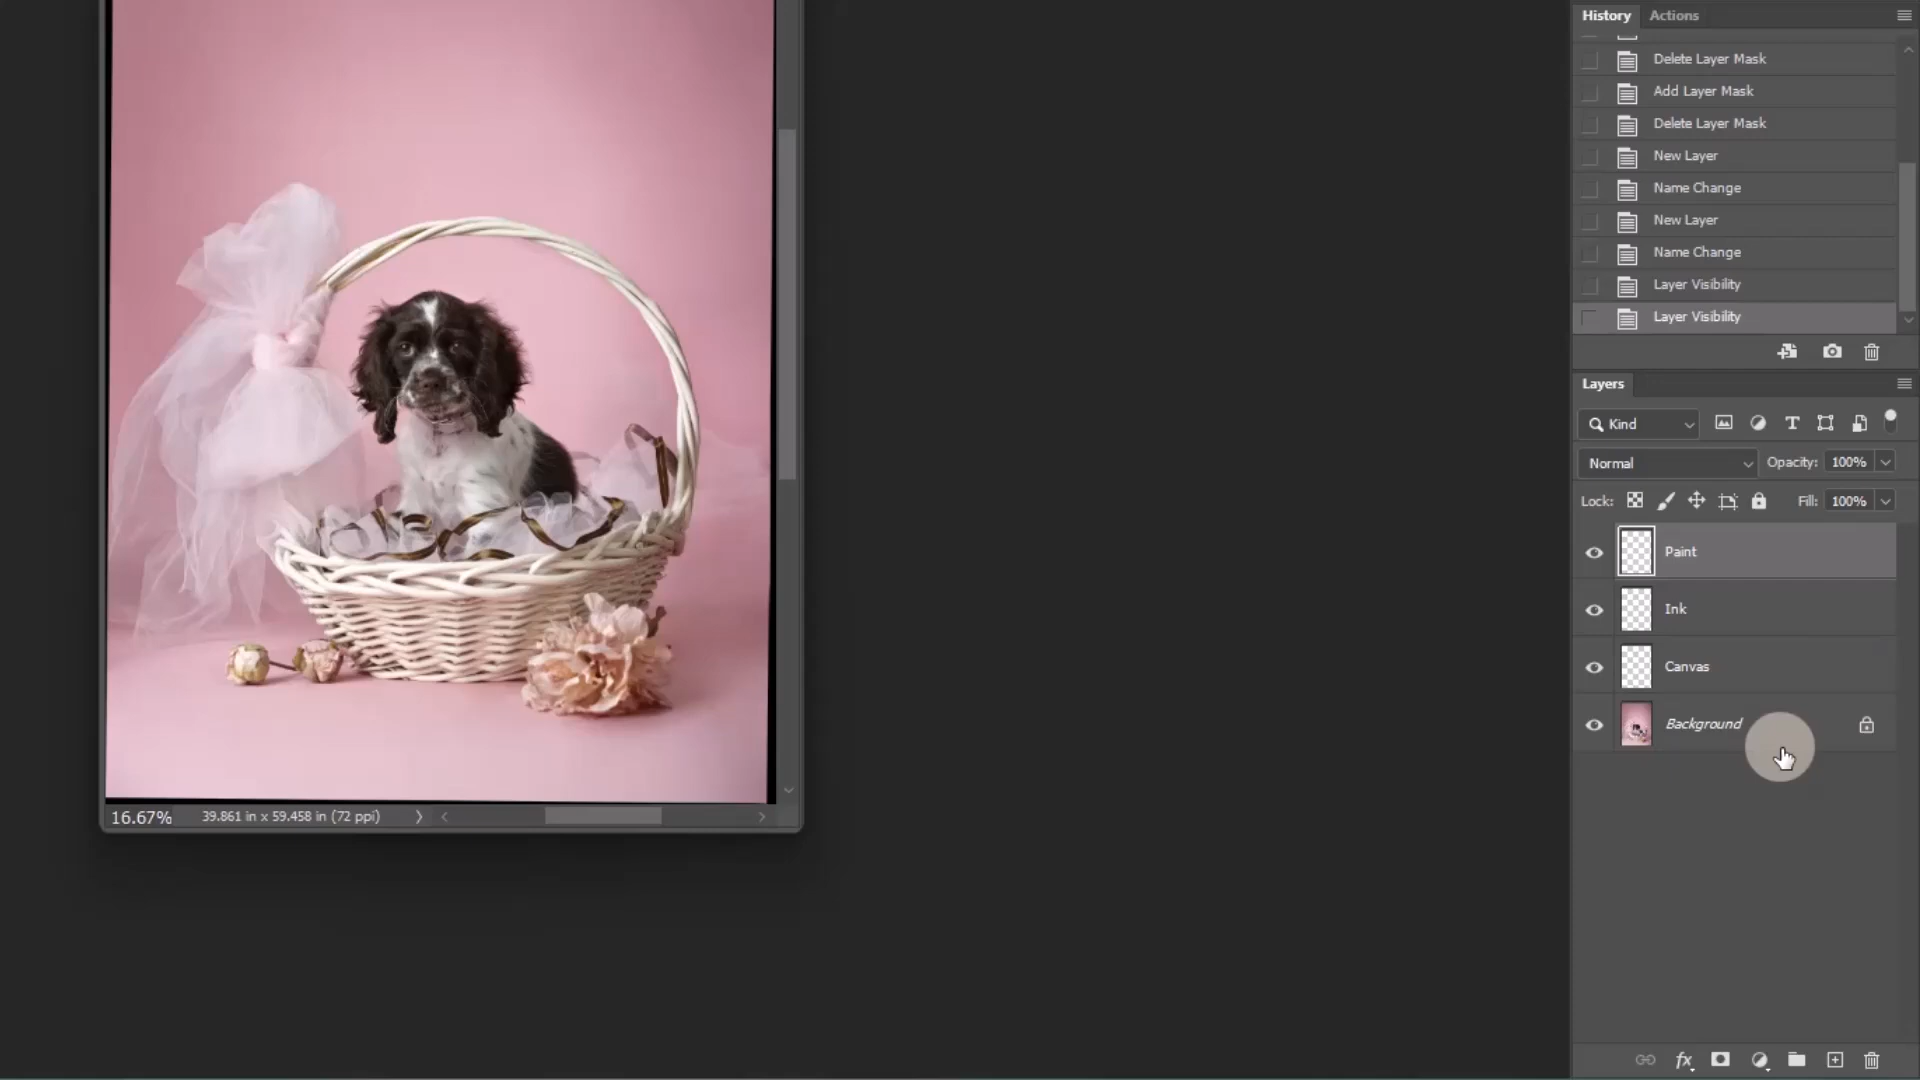 History Actions
Delete Layer Mask
Add Layer Mask
Delete Layer Mask
New Layer
Name Change
New Layer
Name Change
Layer Visibility
Layer Visibility
Layers
Kind
Normal Opacity: 100%
Lock: Fill: 100%
Paint
Ink
Canvas
Background
16.67% 39.861 in x 59.458 in (72 ppi)
fx